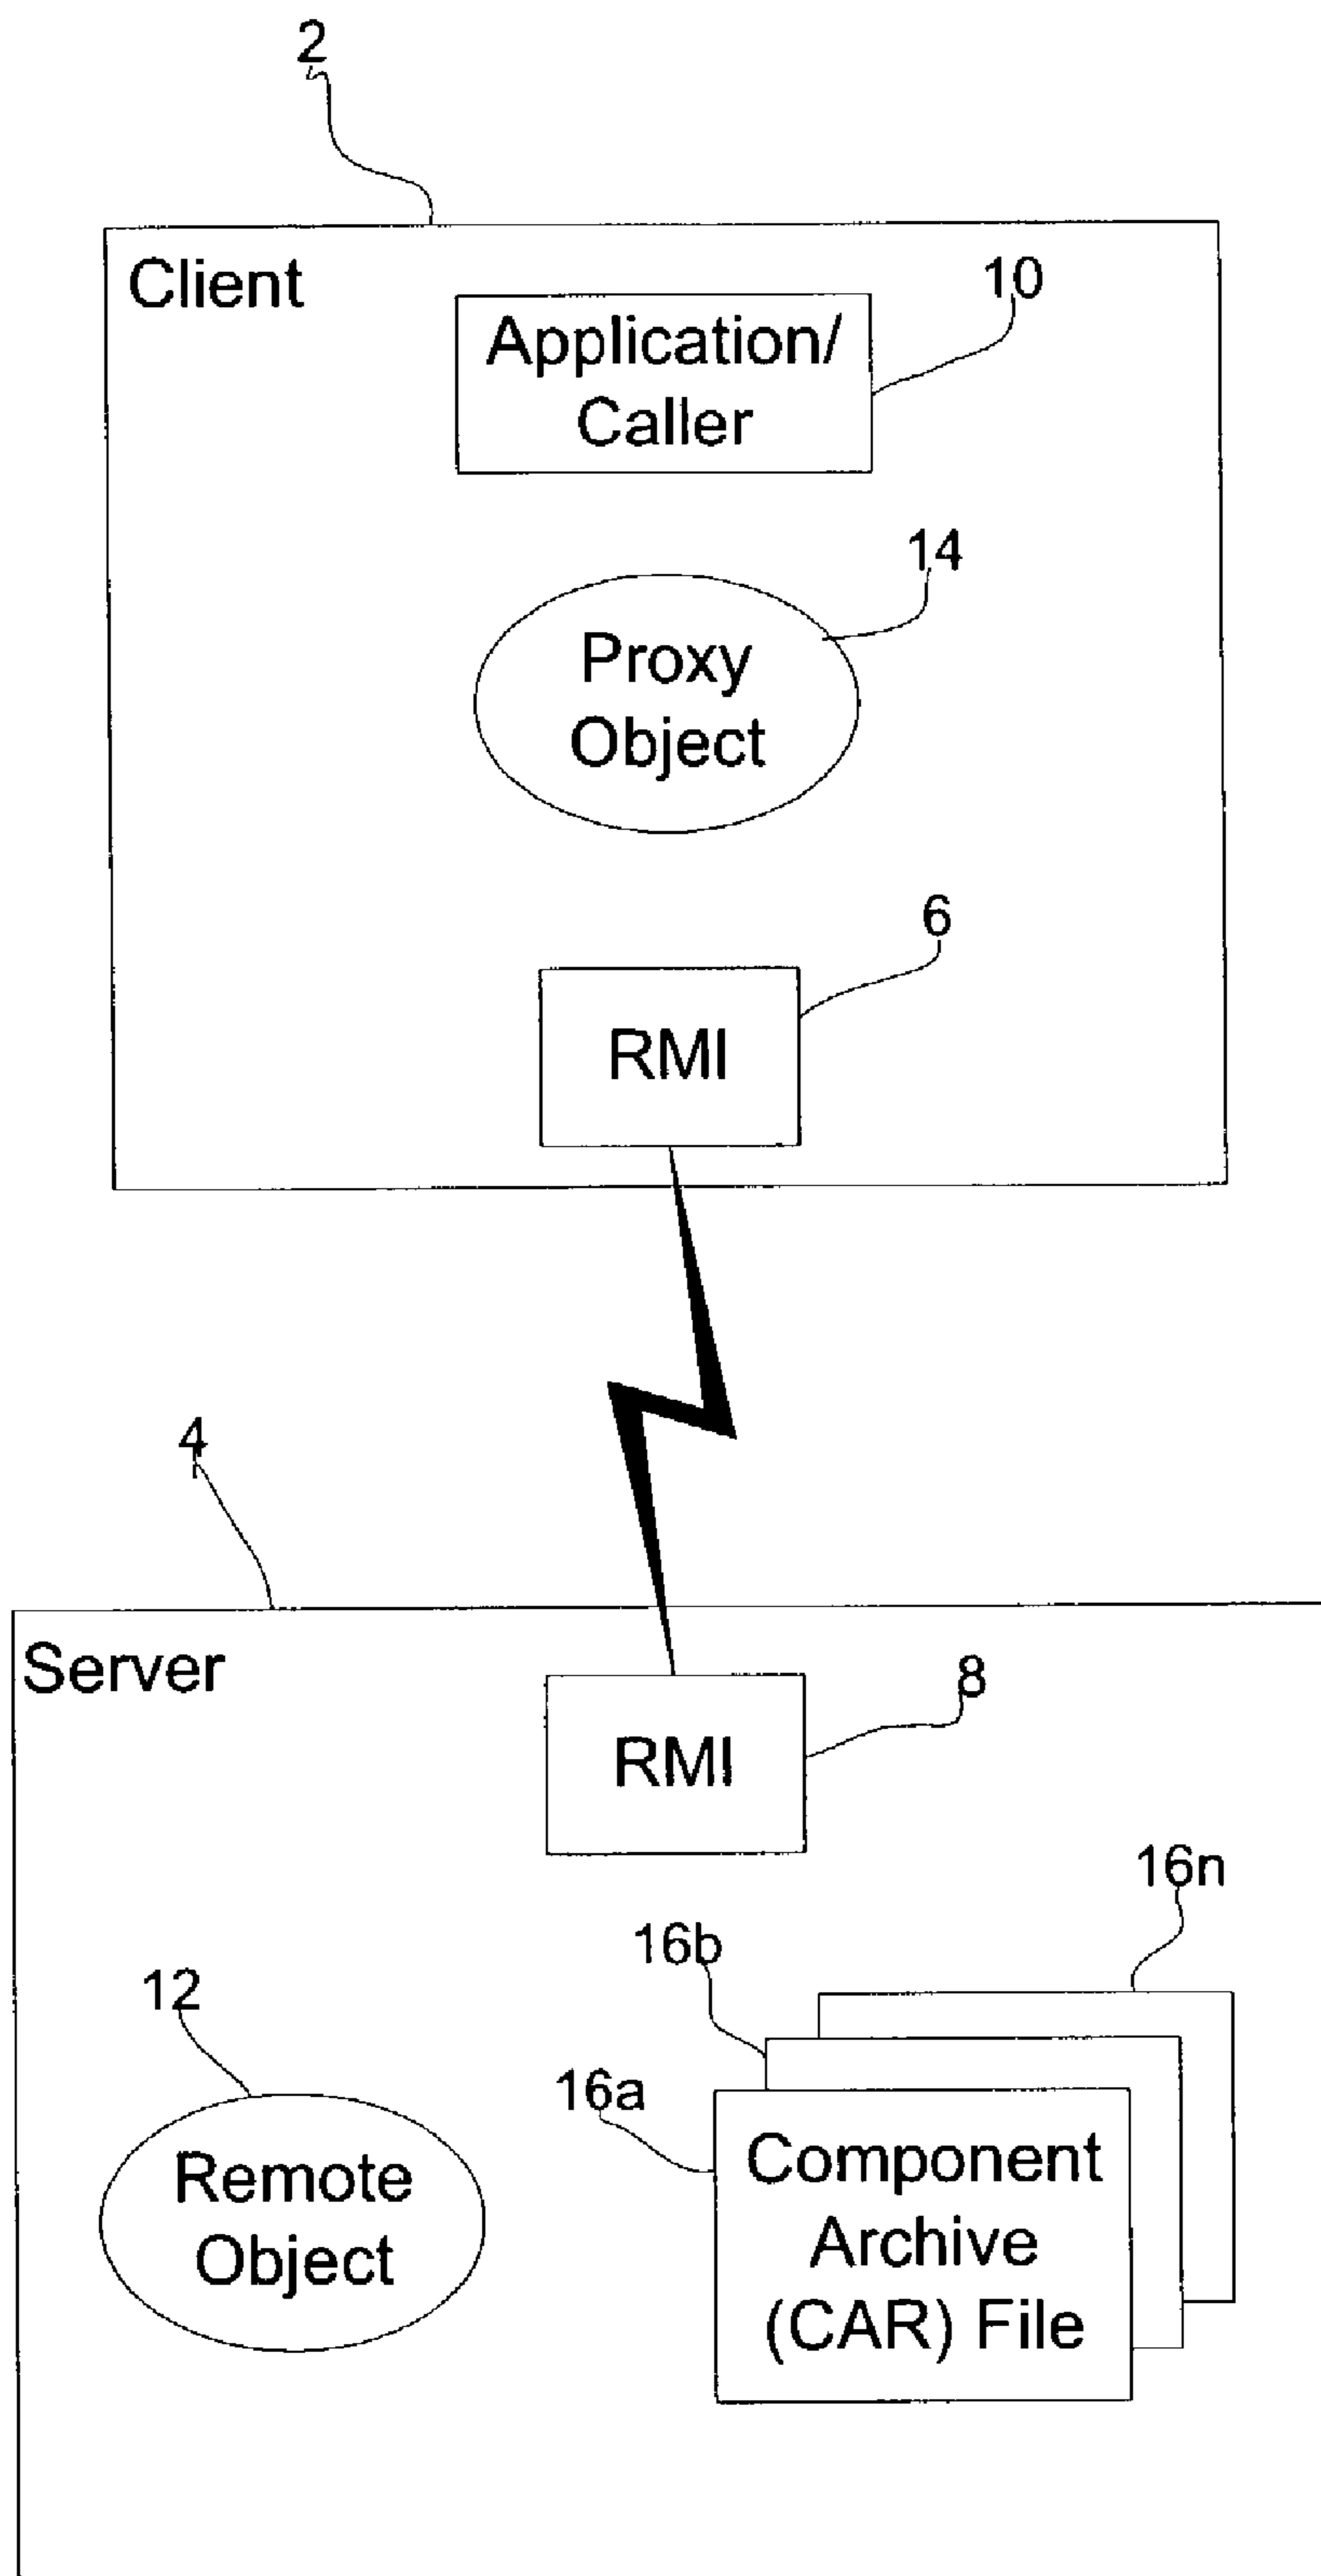 2
Client
10
Application/
Caller
14
Proxy
Object
6
RMI
4
Server
8
RMI
16n
16b
12
16a
Remote
Object
Component
Archive
(CAR) File